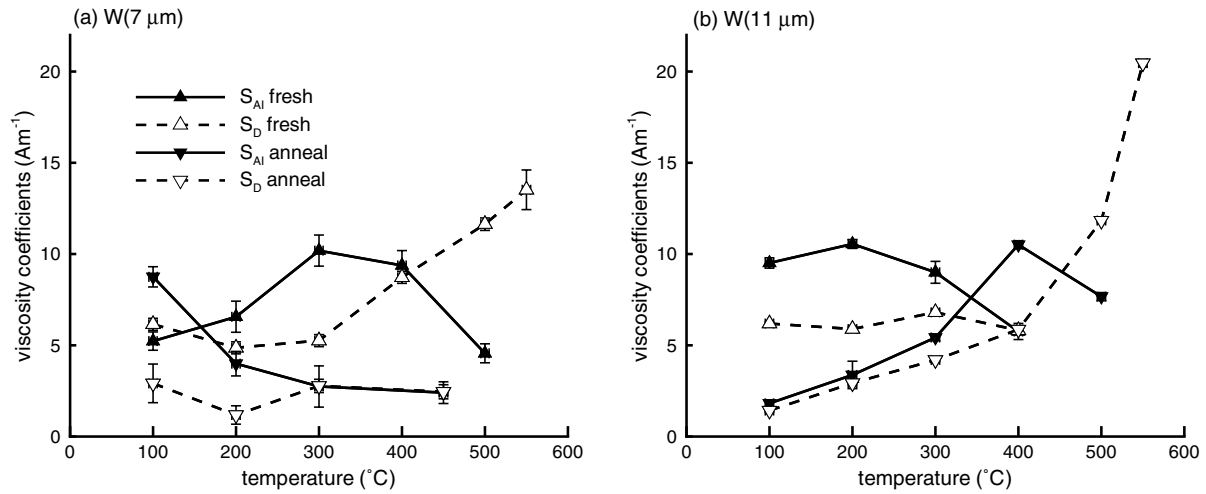 (a) W(7 μm)
viscosity coefficients (Am⁻¹)
20
15
10
5
0
S_AI fresh
S_D fresh
S_AI anneal
S_D anneal
0 100 200 300 400 500 600
temperature (˚C)
(b) W(11 μm)
viscosity coefficients (Am⁻¹)
20
15
10
5
0
0 100 200 300 400 500 600
temperature (˚C)